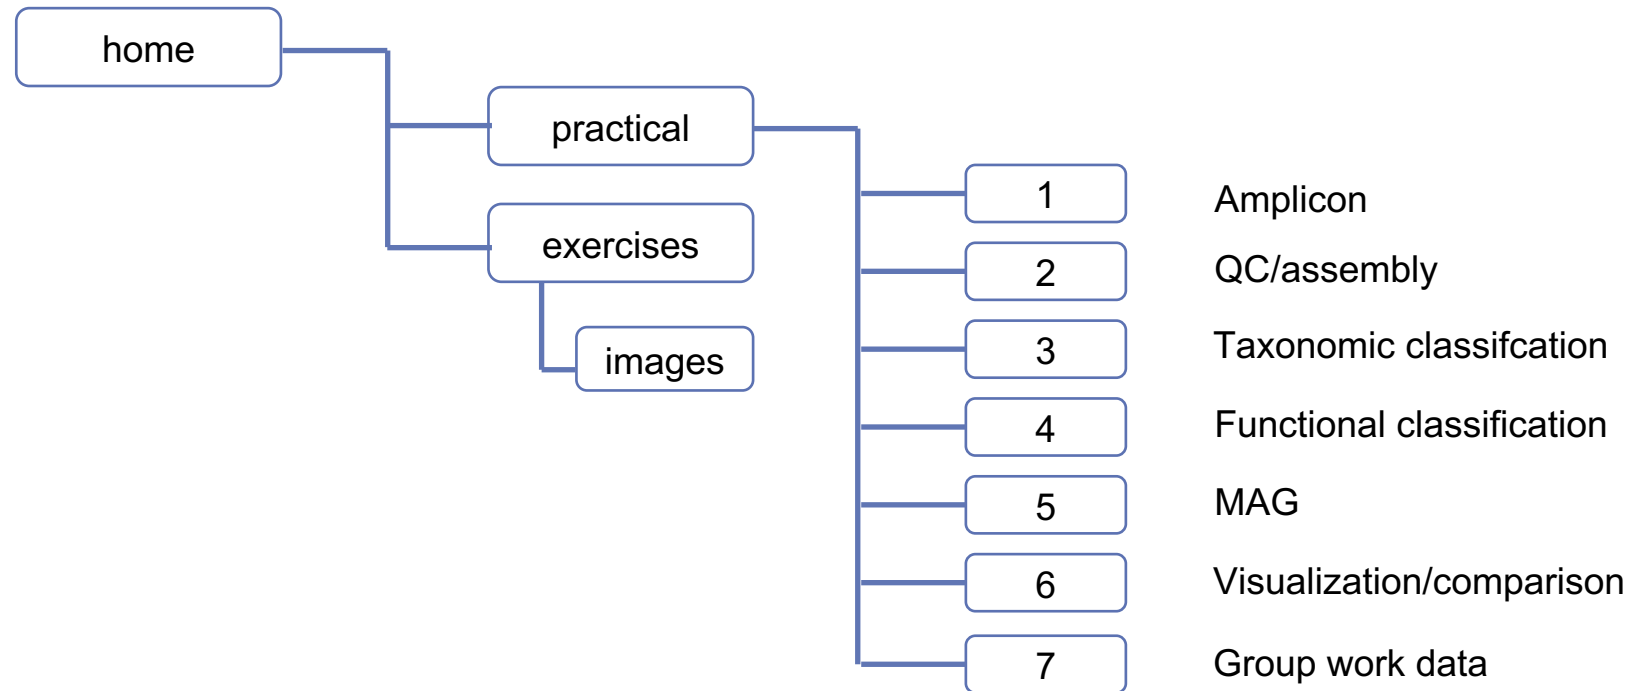 home
practical
exercises
images
1 Amplicon
2 QC/assembly
3 Taxonomic classifcation
4 Functional classification
5 MAG
6 Visualization/comparison
7 Group work data